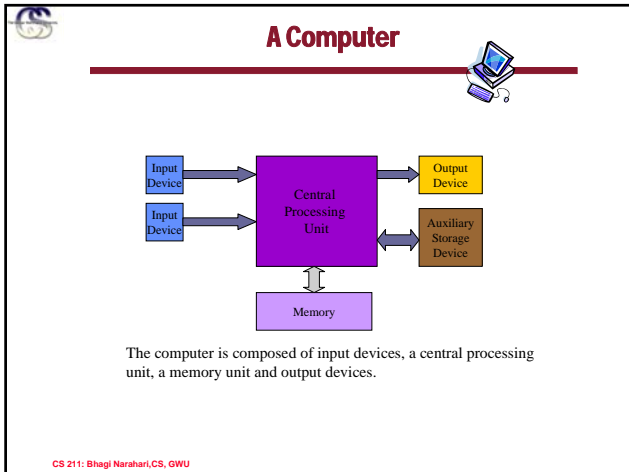 A Computer
Input
Device
Input
Device
Central
Processing
Unit
Output
Device
Auxiliary
Storage
Device
Memory
The computer is composed of input devices, a central processing
unit, a memory unit and output devices.
CS 211: Bhagi Narahari,CS, GWU